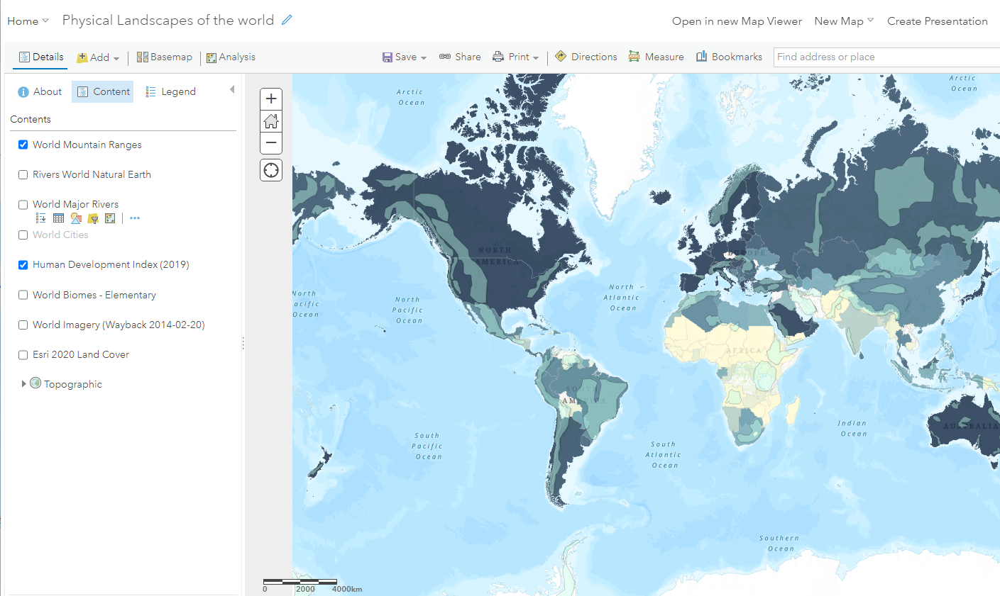 Home
Physical Landscapes of the world
Open in new Map Viewer
New Map
Create Presentation
Details
Add
Basemap
Analysis
Save
Share
Print
Directions
Measure
Bookmarks
Find address or place
About
Content
Legend
Contents
World Mountain Ranges
Rivers World Natural Earth
World Major Rivers
World Cities
Human Development Index (2019)
World Biomes - Elementary
World Imagery (Wayback 2014-02-20)
Esri 2020 Land Cover
Topographic
Arctic
Ocean
Arctic
Ocean
NORTH
AMERICA
EUROPE
North
Pacific
Ocean
North
Atlantic
Ocean
North
acific
Ocean
AFRICA
SOUTH
AMERICA
Indian
Ocean
AUSTRALIA
South
Pacific
Ocean
South
Atlantic
Ocean
Southern
Ocean
0 2000 4000km